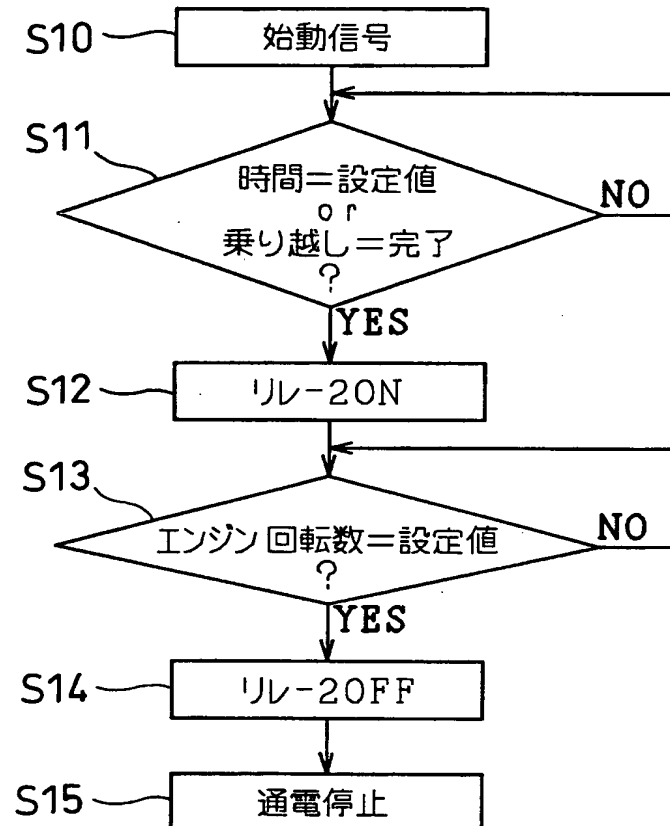 S10
始動信号
S11
時間=設定値
or
乗り越し=完了
?
NO
YES
S12
リレー2ON
S13
エンジン回転数=設定値
?
NO
YES
S14
リレー2OFF
S15
通電停止